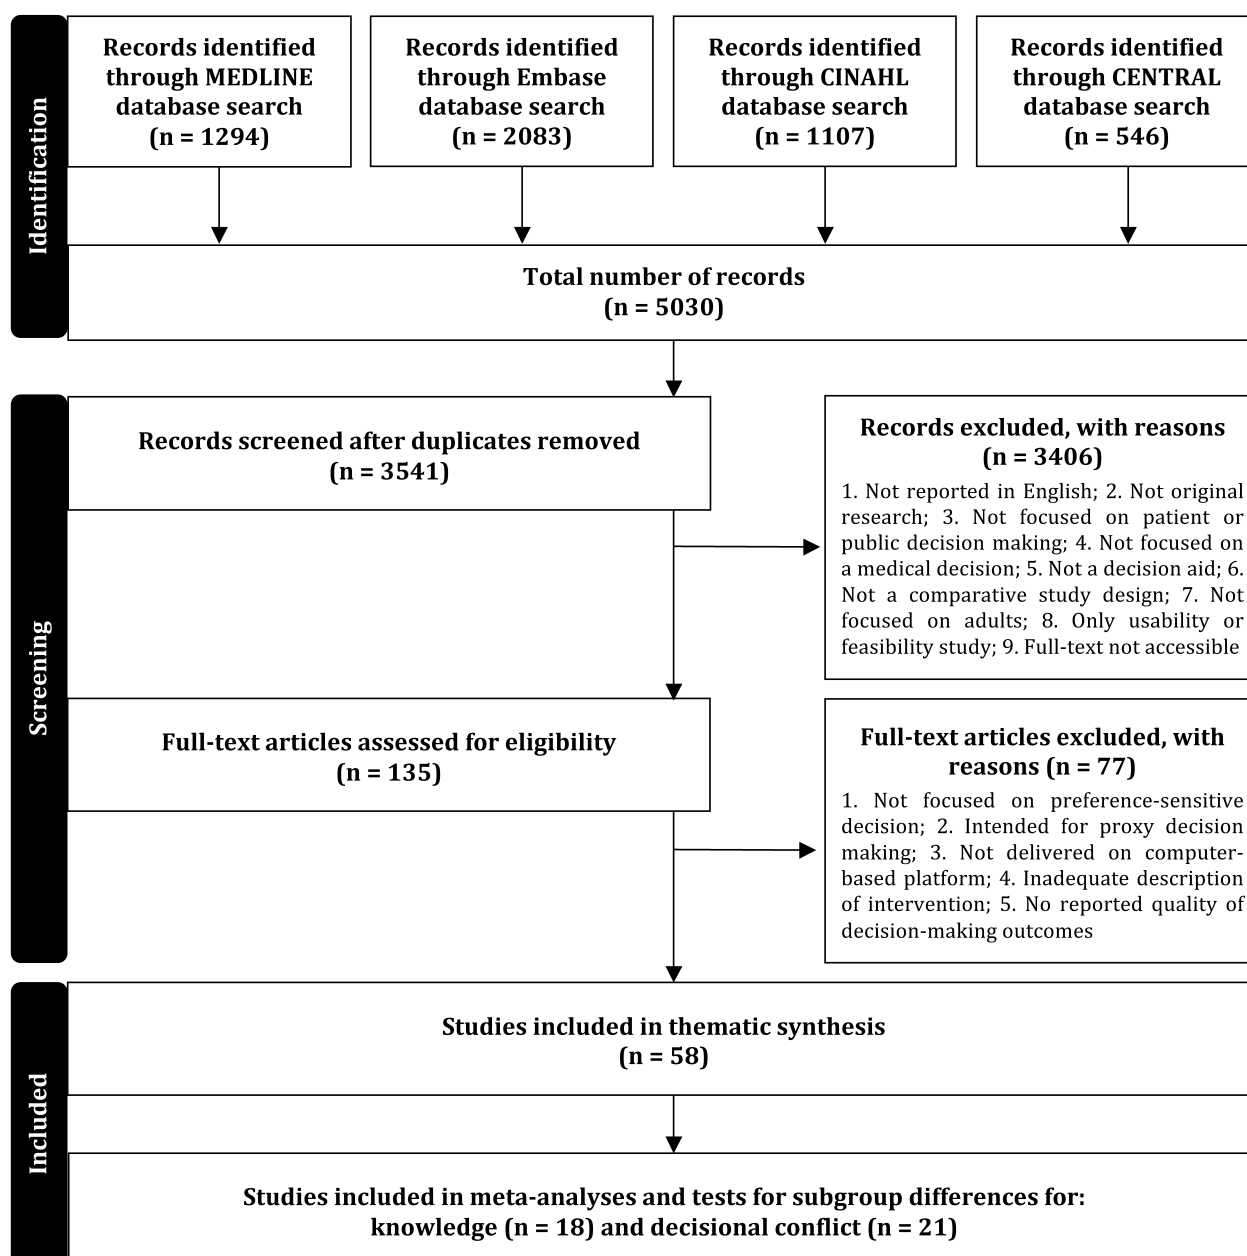 Identification
Records identified
through MEDLINE
database search
(n = 1294)
Records identified
through Embase
database search
(n = 2083)
Records identified
through CINAHL
database search
(n = 1107)
Records identified
through CENTRAL
database search
(n = 546)
Total number of records
(n = 5030)
Screening
Records screened after duplicates removed
(n = 3541)
Records excluded, with reasons
(n = 3406)
1. Not reported in English; 2. Not original
research; 3. Not focused on patient or
public decision making; 4. Not focused on
a medical decision; 5. Not a decision aid; 6.
Not a comparative study design; 7. Not
focused on adults; 8. Only usability or
feasibility study; 9. Full-text not accessible
Full-text articles assessed for eligibility
(n = 135)
Full-text articles excluded, with
reasons (n = 77)
1. Not focused on preference-sensitive
decision; 2. Intended for proxy decision
making; 3. Not delivered on computer-
based platform; 4. Inadequate description
of intervention; 5. No reported quality of
decision-making outcomes
Included
Studies included in thematic synthesis
(n = 58)
Studies included in meta-analyses and tests for subgroup differences for:
knowledge (n = 18) and decisional conflict (n = 21)